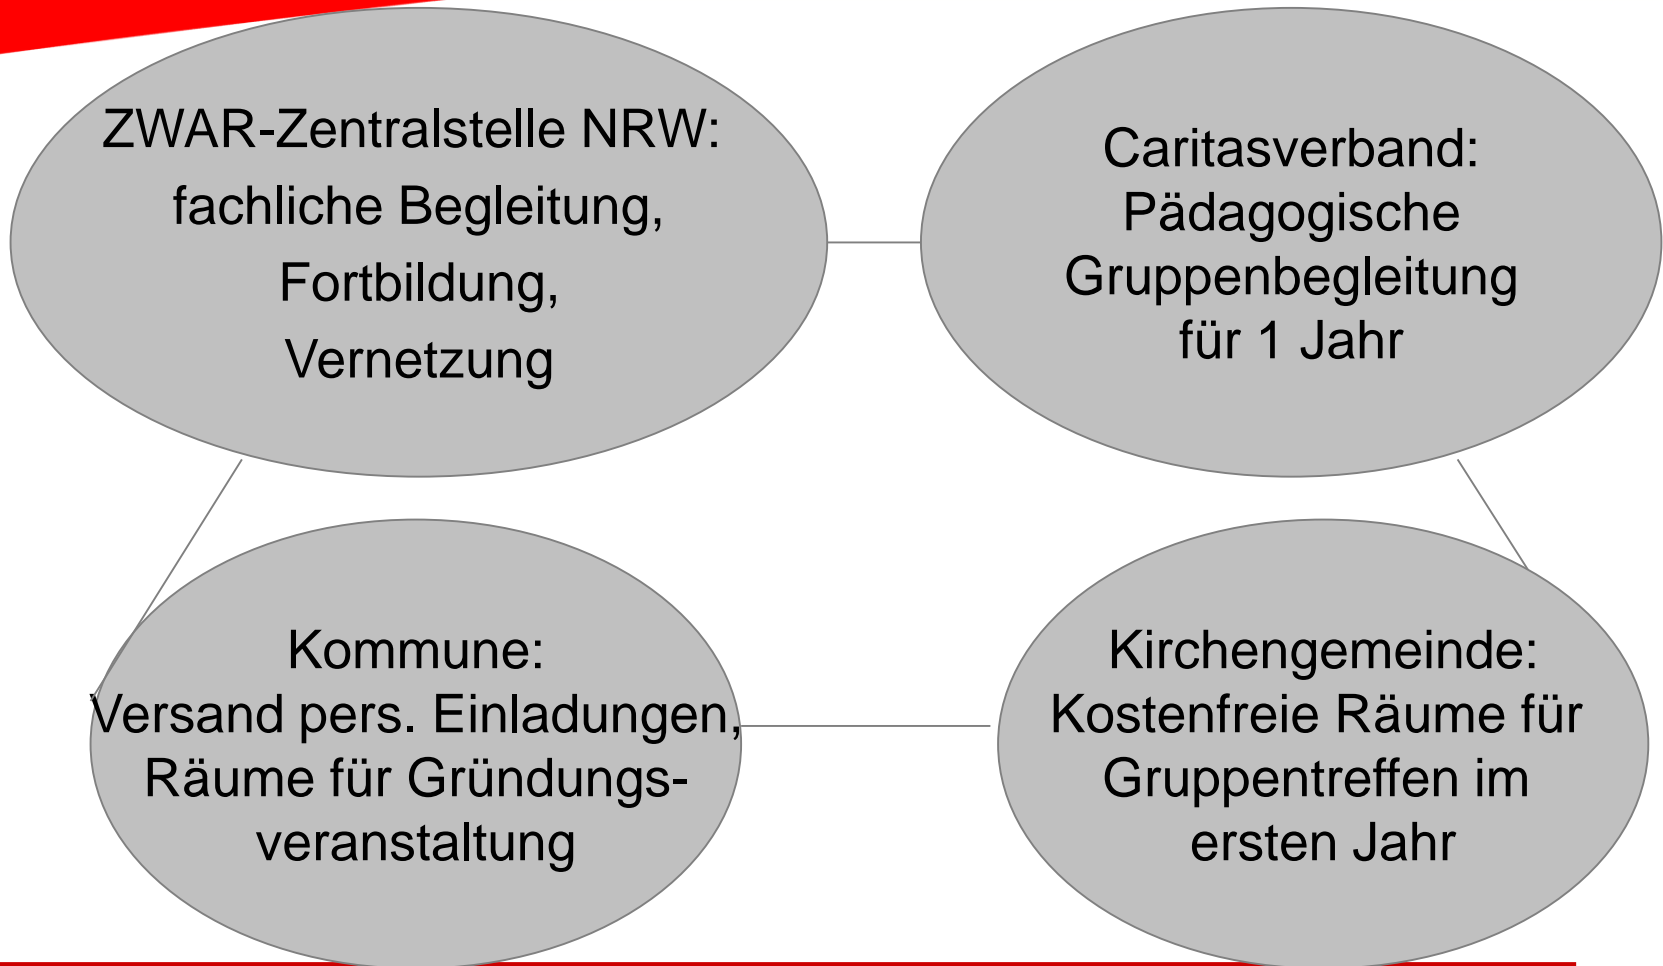 ZWAR-Zentralstelle NRW:
fachliche Begleitung,
Fortbildung,
Vernetzung
Caritasverband:
Pädagogische
Gruppenbegleitung
für 1 Jahr
Kommune:
Versand pers. Einladungen,
Räume für Gründungs-
veranstaltung
Kirchengemeinde:
Kostenfreie Räume für
Gruppentreffen im
ersten Jahr